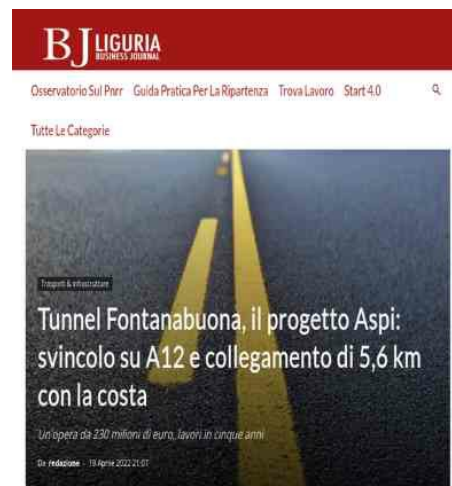 BJ LIGURIA
BUSINESS JOURNAL
Osservatorio Sul Pnrr Guida Pratica Per La Ripartenza Trova Lavoro Start 4.0
Tutte Le Categorie
Trasporti & Infrastrutture
Tunnel Fontanabuona, il progetto Aspi:
svincolo su A12 e collegamento di 5,6 km
con la costa
Un'opera da 230 milioni di euro, lavori in cinque anni
Da redazione - 19 Aprile 2022 21:07